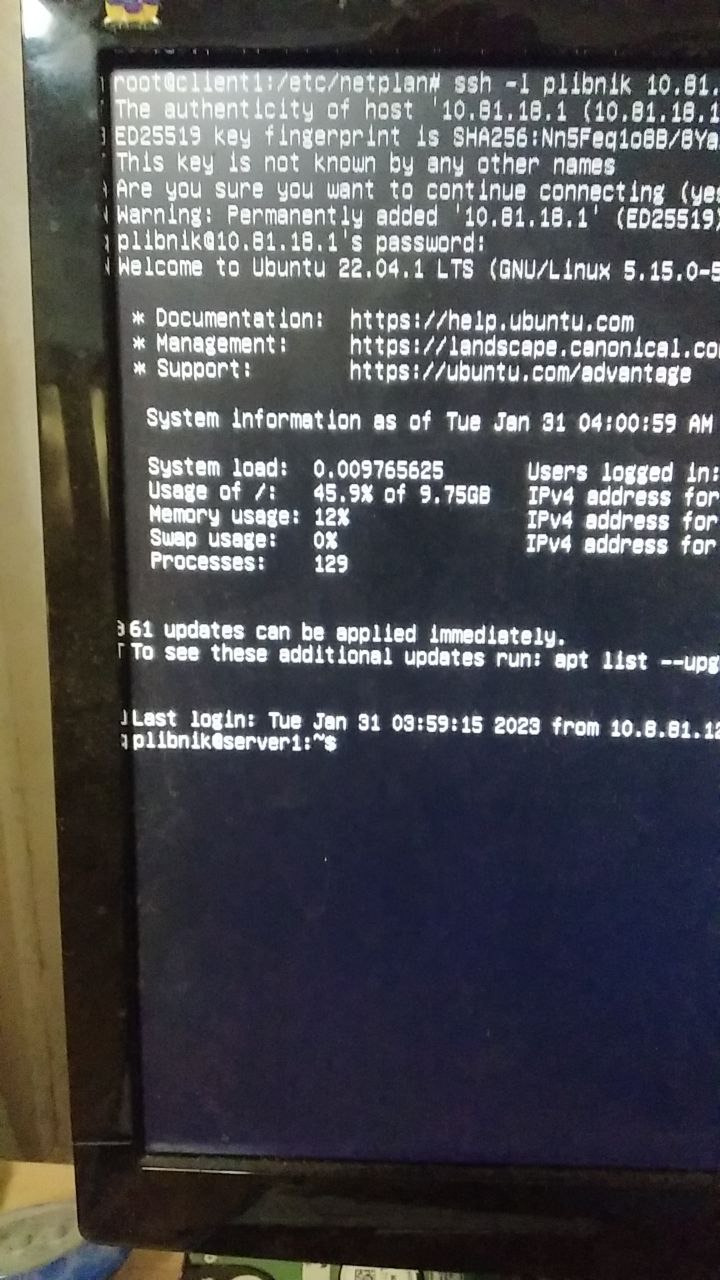 root@client1:/etc/netplan# ssh -l plibnik 10.81.
The authenticity of host '10.81.18.1 (10.81.18.1
ED25519 key fingerprint is SHA256:Nn5Feq1o8B/8Ya
This key is not known by any other names
Are you sure you want to continue connecting (yes
Warning: Permanently added '10.81.18.1' (ED25519)
plibnik@10.81.18.1's password:
Welcome to Ubuntu 22.04.1 LTS (GNU/Linux 5.15.0-5
* Documentation: https://help.ubuntu.com
* Management: https://landscape.canonical.co
* Support: https://ubuntu.com/advantage
System information as of Tue Jan 31 04:00:59 AM
System load: 0.009765625 Users logged in:
Usage of /: 45.9% of 9.75GB IPv4 address for
Memory usage: 12% IPv4 address for
Swap usage: 0% IPv4 address for
Processes: 129
61 updates can be applied immediately.
To see these additional updates run: apt list --upg
Last login: Tue Jan 31 03:59:15 2023 from 10.8.81.12
plibnik@server1:~$